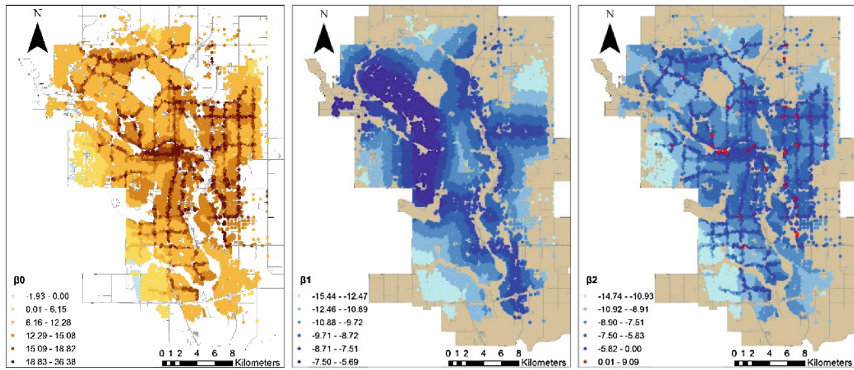 N
β0
-1.93 - 0.00
0.01 - 6.15
6.16 - 12.28
12.29 - 15.08
15.09 - 18.82
18.83 - 36.38
0 1 2 4 6 8
Kilometers
N
β1
-15.44 - -12.47
-12.46 - -10.89
-10.88 - -9.72
-9.71 - -8.72
-8.71 - -7.51
-7.50 - -5.69
0 1 2 4 6 8
Kilometers
N
β2
-14.74 - -10.93
-10.92 - -8.91
-8.90 - -7.51
-7.50 - -5.83
-5.82 - 0.00
0.01 - 9.09
0 1 2 4 6 8
Kilometers